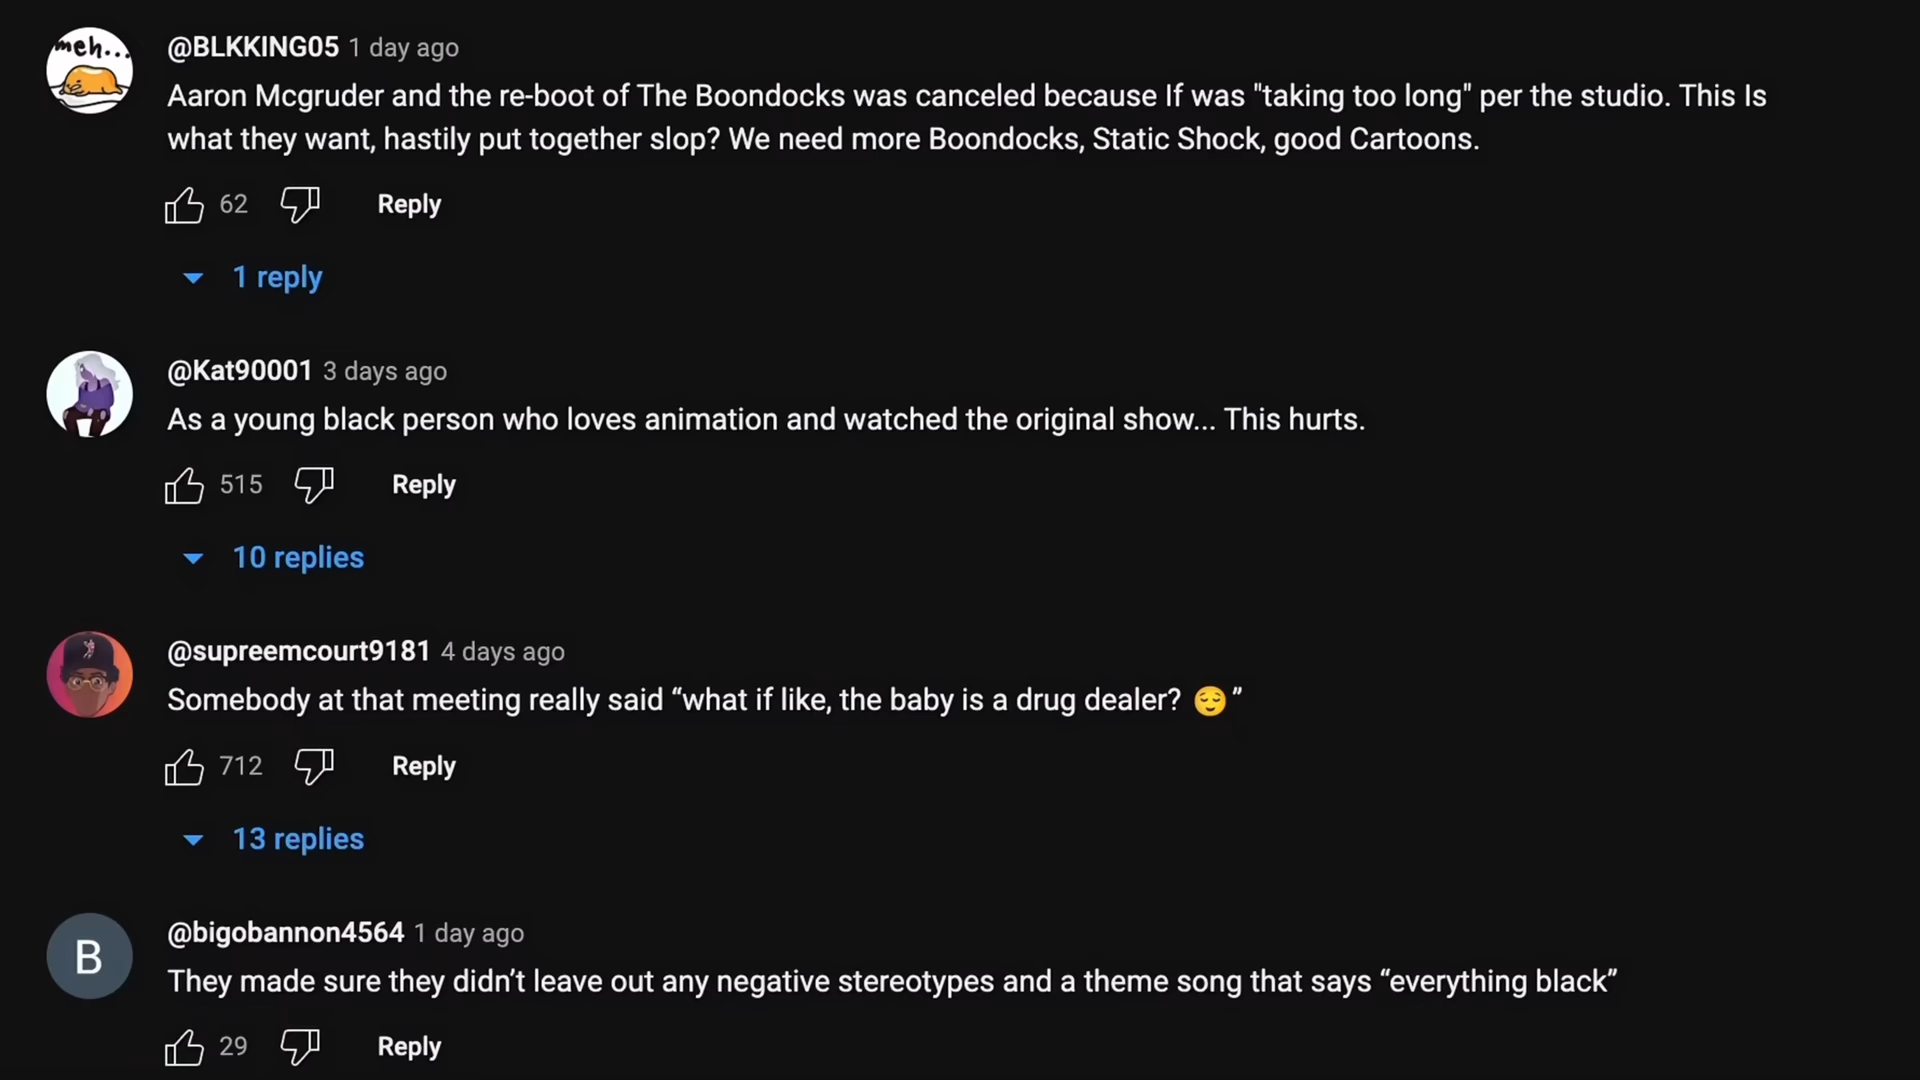 meh...
@BLKKING05 1 day ago
Aaron Mcgruder and the re-boot of The Boondocks was canceled because If was "taking too long" per the studio. This Is
what they want, hastily put together slop? We need more Boondocks, Static Shock, good Cartoons.
62 Reply
1 reply
@Kat90001 3 days ago
As a young black person who loves animation and watched the original show... This hurts.
515 Reply
10 replies
@supreemcourt9181 4 days ago
Somebody at that meeting really said “what if like, the baby is a drug dealer? 😌”
712 Reply
13 replies
B
@bigobannon4564 1 day ago
They made sure they didn’t leave out any negative stereotypes and a theme song that says “everything black”
29 Reply